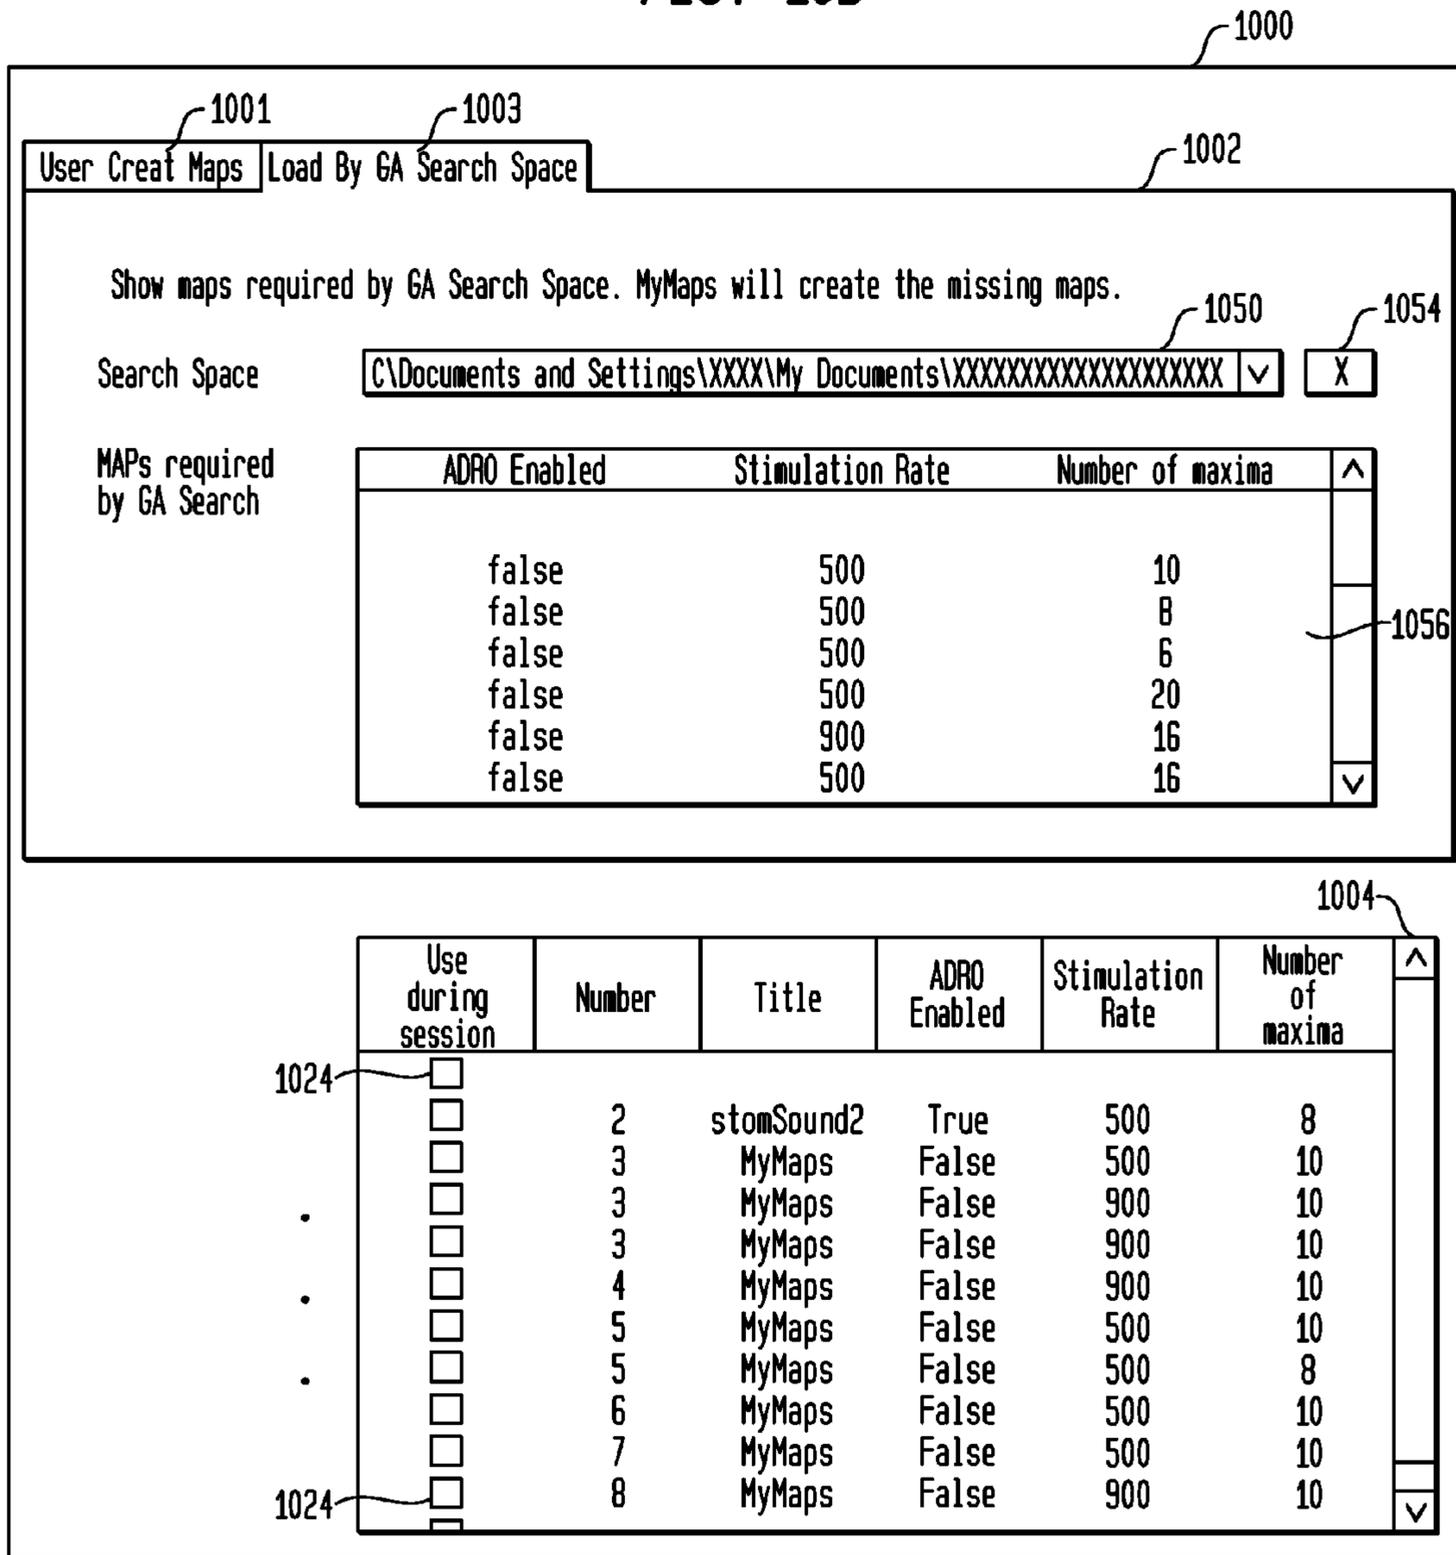 1000
1001
1003
1002
User Creat Maps Load By GA Search Space
Show maps required by GA Search Space. MyMaps will create the missing maps.
1050
1054
Search Space C\Documents and Settings\XXXX\My Documents\XXXXXXXXXXXXXXXXXXXX X
MAPs required
by GA Search
ADRO Enabled Stimulation Rate Number of maxima
false 500 10
false 500 8
false 500 6
false 500 20
false 900 16
false 500 16
1056
1004
Use during session Number Title ADRO Enabled Stimulation Rate Number of maxima
1024
2 stomSound2 True 500 8
3 MyMaps False 500 10
3 MyMaps False 900 10
3 MyMaps False 900 10
4 MyMaps False 900 10
5 MyMaps False 500 10
5 MyMaps False 500 8
6 MyMaps False 500 10
7 MyMaps False 500 10
8 MyMaps False 900 10
1024